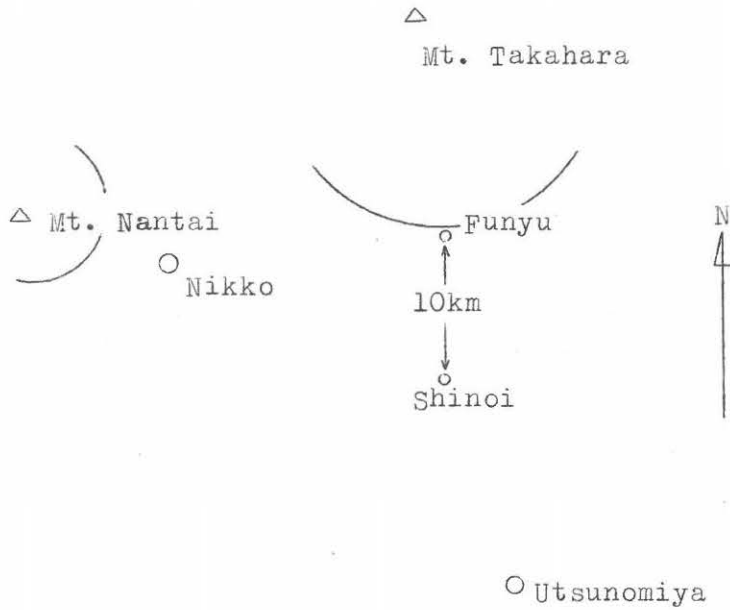 Mt. Takahara
Mt. Nantai
Funyu
N
Nikko
10km
Shinoi
Utsunomiya